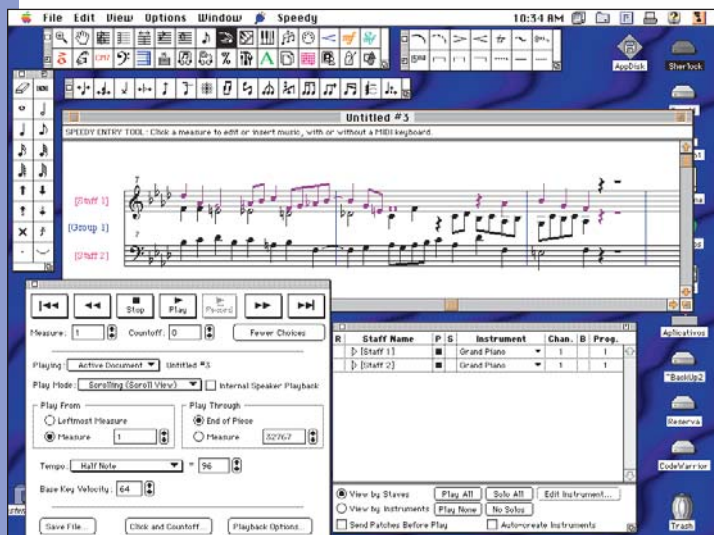 File Edit View Options Window Speedy 10:34 AM
AppDisk
Sherlock
Untitled #3
SPEEDY ENTRY TOOL : Click a measure to edit or insert music, with or without a MIDI keyboard.
7
[Staff 1]
[Group 1]
7
[Staff 2]
Stop Play Record
Measure: 1 Countoff: 0 Fewer Choices
Playing: Active Document Untitled #3
Play Mode: Scrolling (Scroll View) Internal Speaker Playback
Play From Play Through
Leftmost Measure End of Piece
Measure 1 Measure 32767
Tempo: Half Note = 96
Base Key Velocity: 64
Save File... Click and Countoff... Playback Options...
R Staff Name P S Instrument Chan. B Prog.
[Staff 1] Grand Piano 1 1
[Staff 2] Grand Piano 1 1
View by Staves Play All Solo All Edit Instrument...
View by Instruments Play None No Solos
Send Patches Before Play Auto-create Instruments
Aplicativos
"BackUp2
Reserva
CodeWarrior
Trash